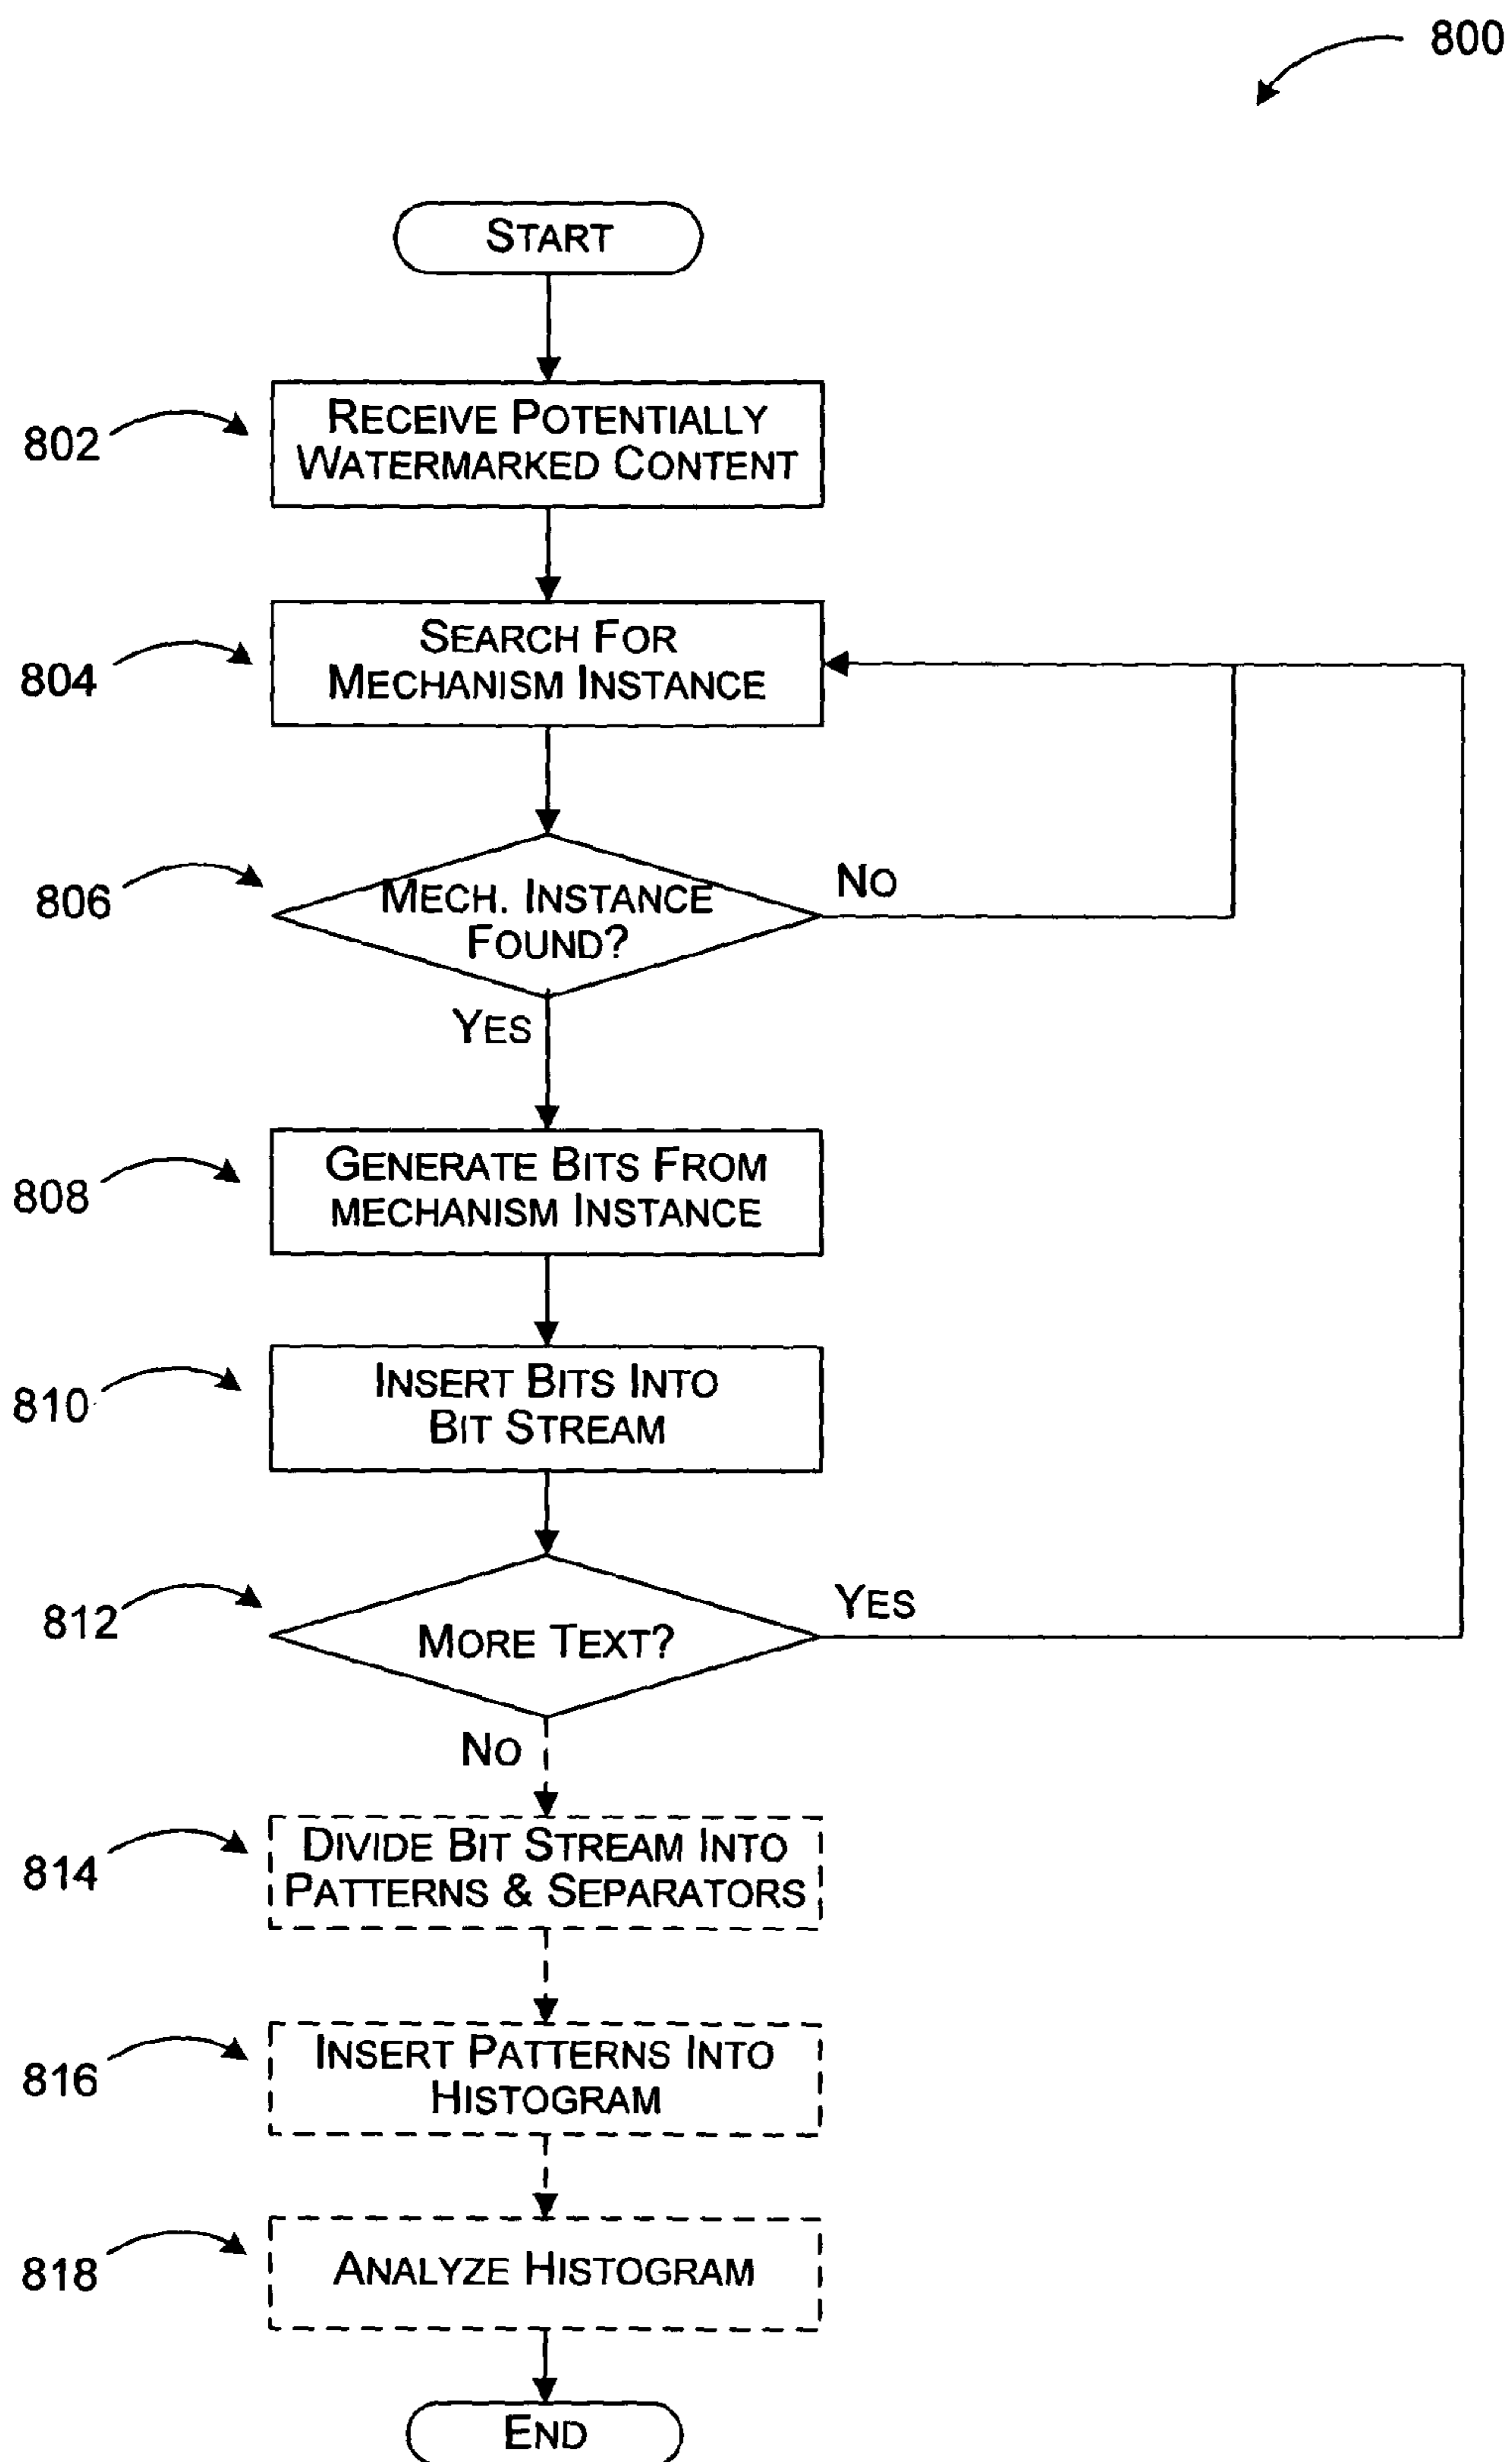 800
START
802
RECEIVE POTENTIALLY
WATERMARKED CONTENT
804
SEARCH FOR
MECHANISM INSTANCE
806
MECH. INSTANCE
FOUND?
NO
YES
808
GENERATE BITS FROM
MECHANISM INSTANCE
810
INSERT BITS INTO
BIT STREAM
812
MORE TEXT?
YES
NO
814
DIVIDE BIT STREAM INTO
PATTERNS & SEPARATORS
816
INSERT PATTERNS INTO
HISTOGRAM
818
ANALYZE HISTOGRAM
END